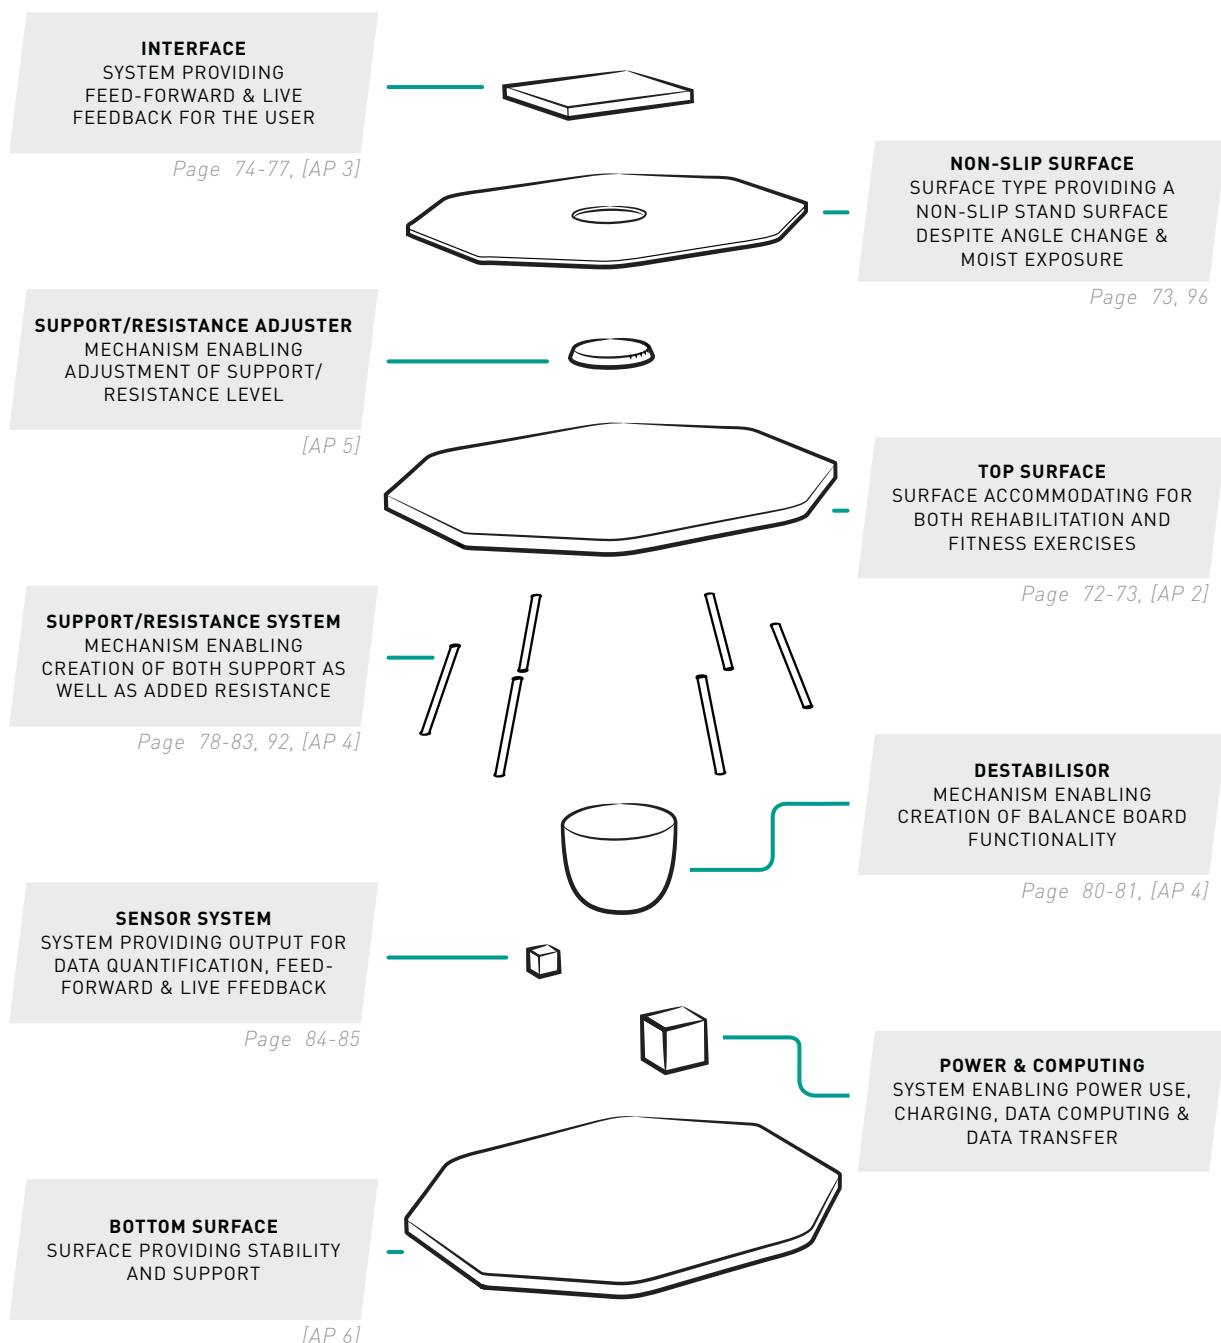 INTERFACE
SYSTEM PROVIDING
FEED-FORWARD & LIVE
FEEDBACK FOR THE USER
Page 74-77, [AP 3]
NON-SLIP SURFACE
SURFACE TYPE PROVIDING A
NON-SLIP STAND SURFACE
DESPITE ANGLE CHANGE &
MOIST EXPOSURE
Page 73, 96
SUPPORT/RESISTANCE ADJUSTER
MECHANISM ENABLING
ADJUSTMENT OF SUPPORT/
RESISTANCE LEVEL
[AP 5]
TOP SURFACE
SURFACE ACCOMMODATING FOR
BOTH REHABILITATION AND
FITNESS EXERCISES
Page 72-73, [AP 2]
SUPPORT/RESISTANCE SYSTEM
MECHANISM ENABLING
CREATION OF BOTH SUPPORT AS
WELL AS ADDED RESISTANCE
Page 78-83, 92, [AP 4]
DESTABILISOR
MECHANISM ENABLING
CREATION OF BALANCE BOARD
FUNCTIONALITY
Page 80-81, [AP 4]
SENSOR SYSTEM
SYSTEM PROVIDING OUTPUT FOR
DATA QUANTIFICATION, FEED-
FORWARD & LIVE FFEDBACK
Page 84-85
POWER & COMPUTING
SYSTEM ENABLING POWER USE,
CHARGING, DATA COMPUTING &
DATA TRANSFER
BOTTOM SURFACE
SURFACE PROVIDING STABILITY
AND SUPPORT
[AP 6]